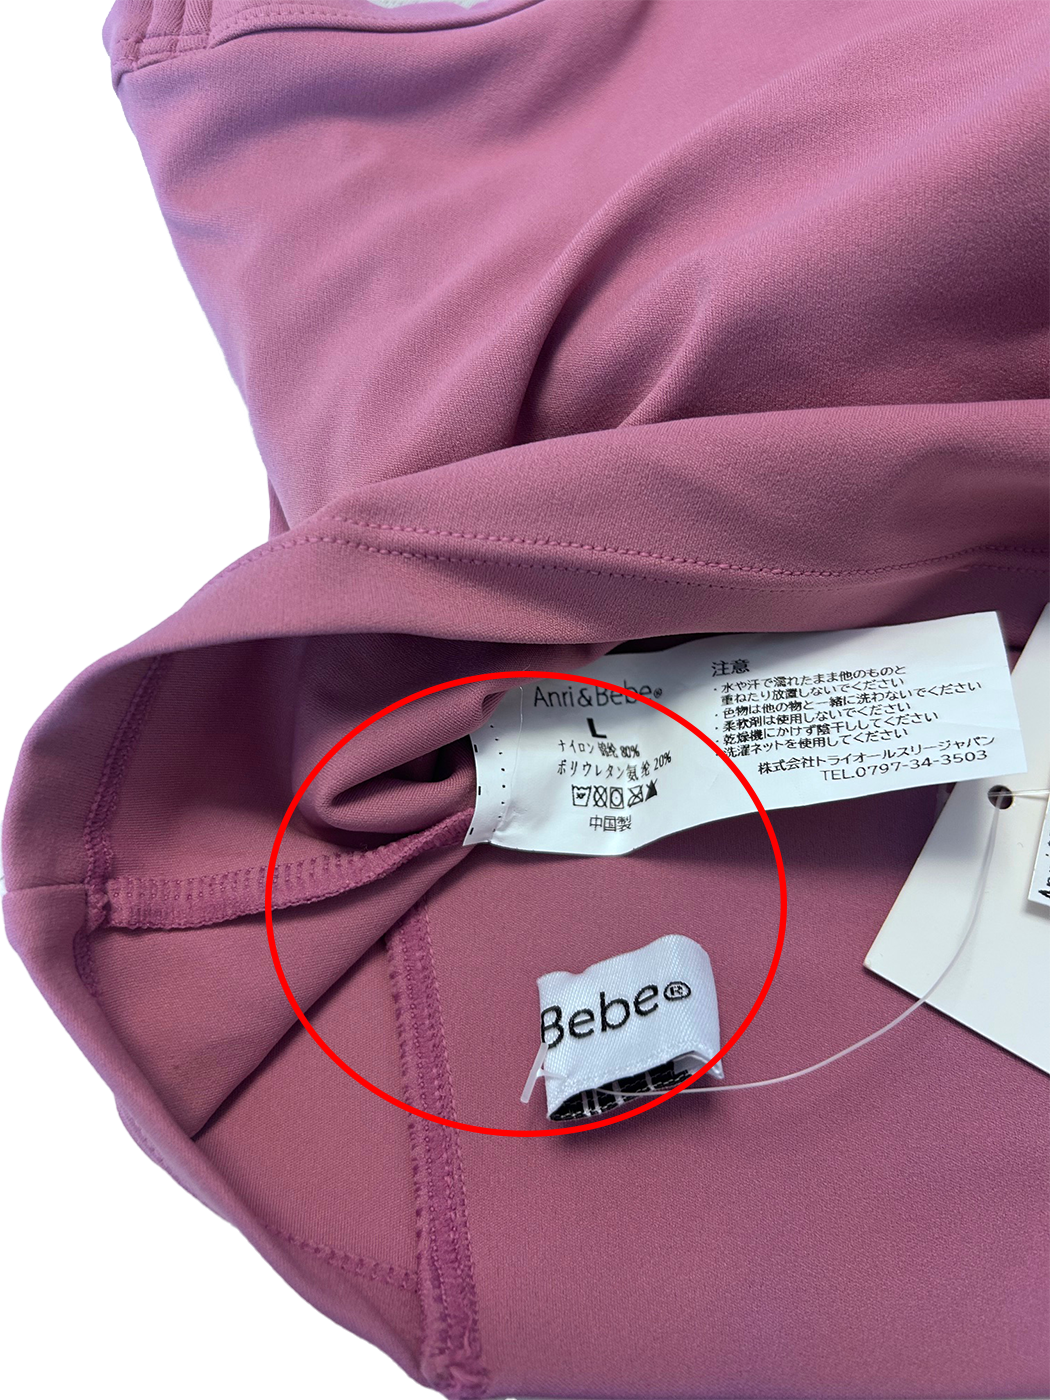 Anri&Bebe®
L
ナイロン 80%
ポリウレタン 20%
中国製
注意
・水や汗で濡れたまま他のものと
重ねたり放置しないでください
・色物は他の物と一緒に洗わないでください
・柔軟剤は使用しないでください
・乾燥機にかけず陰干ししてください
・洗濯ネットを使用してください
株式会社トライオールスリージャパン
TEL.0797-34-3503
Bebe®